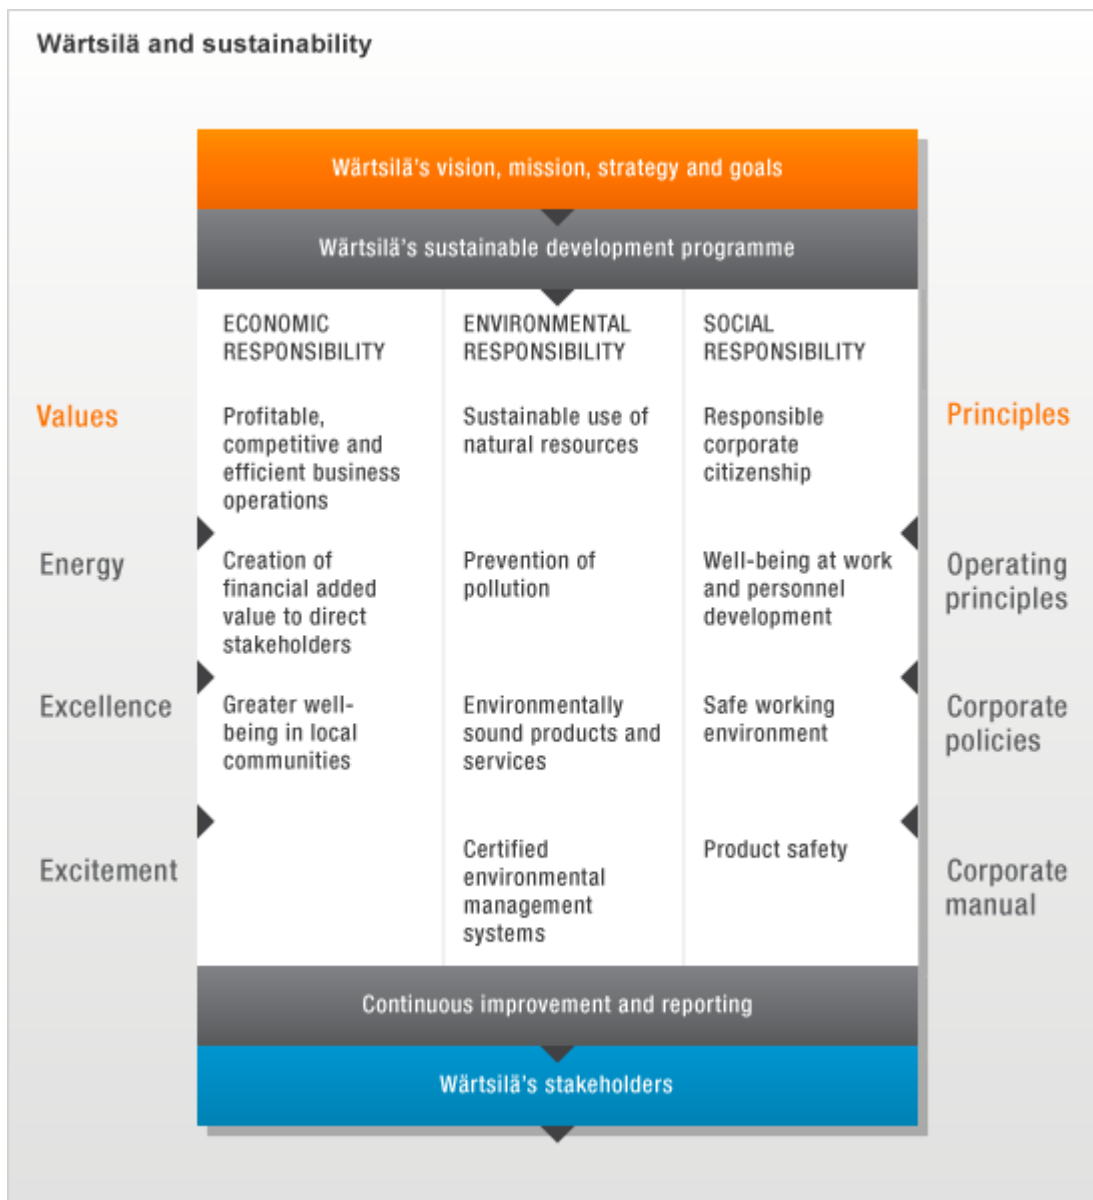 Wärtsilä and sustainability
Wärtsilä's vision, mission, strategy and goals
Wärtsilä's sustainable development programme
Values
Energy
Excellence
Excitement
ECONOMIC
RESPONSIBILITY
Profitable,
competitive and
efficient business
operations
Creation of
financial added
value to direct
stakeholders
Greater well-
being in local
communities
ENVIRONMENTAL
RESPONSIBILITY
Sustainable use of
natural resources
Prevention of
pollution
Environmentally
sound products and
services
Certified
environmental
management
systems
SOCIAL
RESPONSIBILITY
Responsible
corporate
citizenship
Well-being at work
and personnel
development
Safe working
environment
Product safety
Principles
Operating
principles
Corporate
policies
Corporate
manual
Continuous improvement and reporting
Wärtsilä's stakeholders